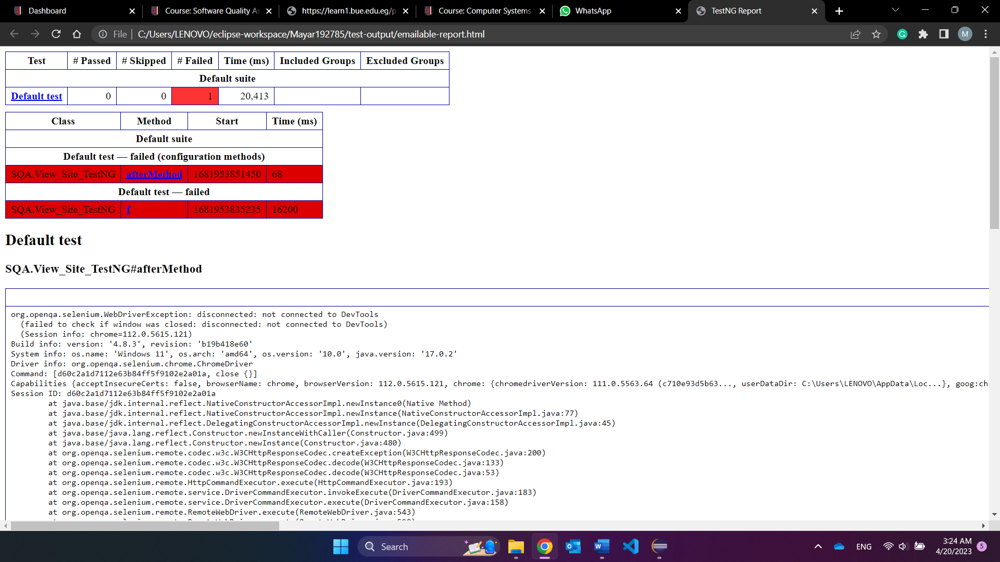 Dashboard
Course: Software Quality As
https://learn1.bue.edu.eg/p
Course: Computer Systems
WhatsApp
TestNG Report
File | C:/Users/LENOVO/eclipse-workspace/Mayar192785/test-output/emailable-report.html
M
Test # Passed # Skipped # Failed Time (ms) Included Groups Excluded Groups
Default suite
Default test 0 0 1 20,413
Class Method Start Time (ms)
Default suite
Default test — failed (configuration methods)
SQA.View_Site_TestNG afterMethod 1681953851450 68
Default test — failed
SQA.View_Site_TestNG f 1681953835235 16200
Default test
SQA.View_Site_TestNG#afterMethod
org.openqa.selenium.WebDriverException: disconnected: not connected to DevTools
(failed to check if window was closed: disconnected: not connected to DevTools)
(Session info: chrome=112.0.5615.121)
Build info: version: '4.8.3', revision: 'b19b418e60'
System info: os.name: 'Windows 11', os.arch: 'amd64', os.version: '10.0', java.version: '17.0.2'
Driver info: org.openqa.selenium.chrome.ChromeDriver
Command: [d60c2a1d7112e63b84ff5f9102e2a01a, close {}]
Capabilities {acceptInsecureCerts: false, browserName: chrome, browserVersion: 112.0.5615.121, chrome: {chromedriverVersion: 111.0.5563.64 (c710e93d5b63..., userDataDir: C:\Users\LENOVO\AppData\Loc...}, goog:ch
Session ID: d60c2a1d7112e63b84ff5f9102e2a01a
at java.base/jdk.internal.reflect.NativeConstructorAccessorImpl.newInstance0(Native Method)
at java.base/jdk.internal.reflect.NativeConstructorAccessorImpl.newInstance(NativeConstructorAccessorImpl.java:77)
at java.base/jdk.internal.reflect.DelegatingConstructorAccessorImpl.newInstance(DelegatingConstructorAccessorImpl.java:45)
at java.base/java.lang.reflect.Constructor.newInstanceWithCaller(Constructor.java:499)
at java.base/java.lang.reflect.Constructor.newInstance(Constructor.java:480)
at org.openqa.selenium.remote.codec.w3c.W3CHttpResponseCodec.createException(W3CHttpResponseCodec.java:200)
at org.openqa.selenium.remote.codec.w3c.W3CHttpResponseCodec.decode(W3CHttpResponseCodec.java:133)
at org.openqa.selenium.remote.codec.w3c.W3CHttpResponseCodec.decode(W3CHttpResponseCodec.java:53)
at org.openqa.selenium.remote.HttpCommandExecutor.execute(HttpCommandExecutor.java:193)
at org.openqa.selenium.remote.service.DriverCommandExecutor.invokeExecute(DriverCommandExecutor.java:183)
at org.openqa.selenium.remote.service.DriverCommandExecutor.execute(DriverCommandExecutor.java:158)
at org.openqa.selenium.remote.RemoteWebDriver.execute(RemoteWebDriver.java:543)
Search
ENG
3:24 AM
4/20/2023
5